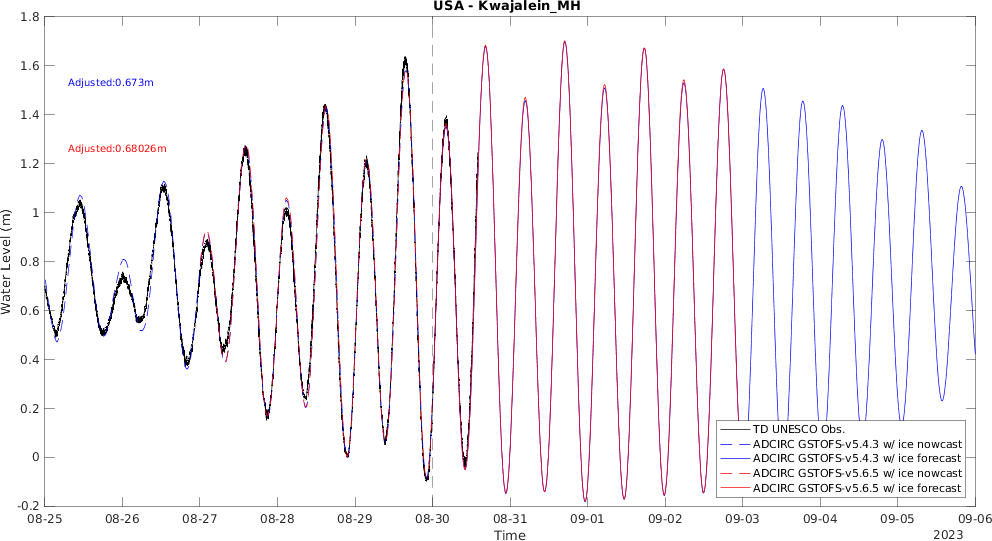 USA - Kwajalein_MH
1.8
1.6
1.4
1.2
1
0.8
0.6
0.4
0.2
0
-0.2
Water Level (m)
Adjusted:0.673m
Adjusted:0.68026m
TD UNESCO Obs.
ADCIRC GSTOFS-v5.4.3 w/ ice nowcast
ADCIRC GSTOFS-v5.4.3 w/ ice forecast
ADCIRC GSTOFS-v5.6.5 w/ ice nowcast
ADCIRC GSTOFS-v5.6.5 w/ ice forecast
08-25 08-26 08-27 08-28 08-29 08-30 08-31 09-01 09-02 09-03 09-04 09-05 09-06
Time
2023